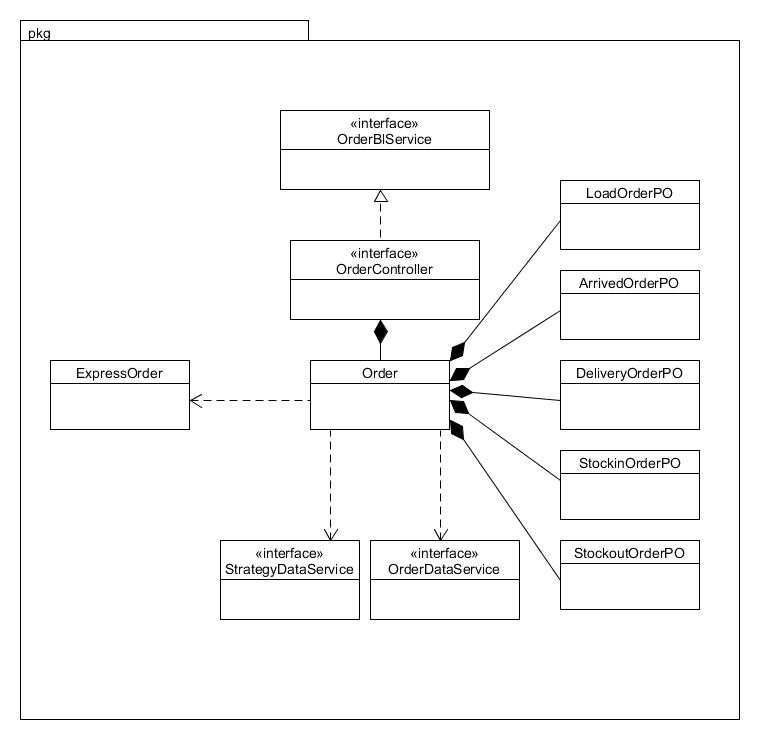 pkg
«interface»
OrderBlService
LoadOrderPO
«interface»
OrderController
ArrivedOrderPO
ExpressOrder
Order
DeliveryOrderPO
StockinOrderPO
«interface»
StrategyDataService
«interface»
OrderDataService
StockoutOrderPO